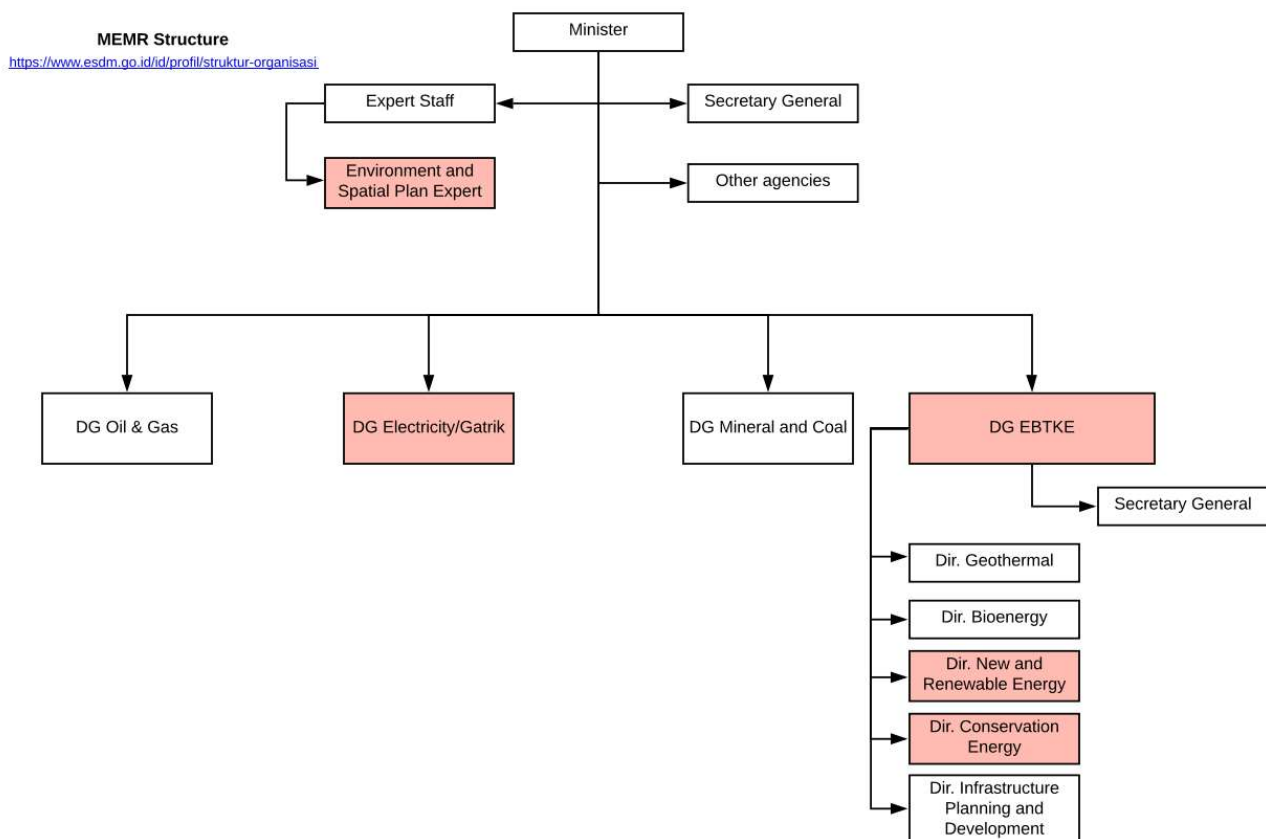 MEMR Structure
https://www.esdm.go.id/id/profil/struktur-organisasi
Minister
Expert Staff
Secretary General
Environment and
Spatial Plan Expert
Other agencies
DG Oil & Gas
DG Electricity/Gatrik
DG Mineral and Coal
DG EBTKE
Secretary General
Dir. Geothermal
Dir. Bioenergy
Dir. New and
Renewable Energy
Dir. Conservation
Energy
Dir. Infrastructure
Planning and
Development